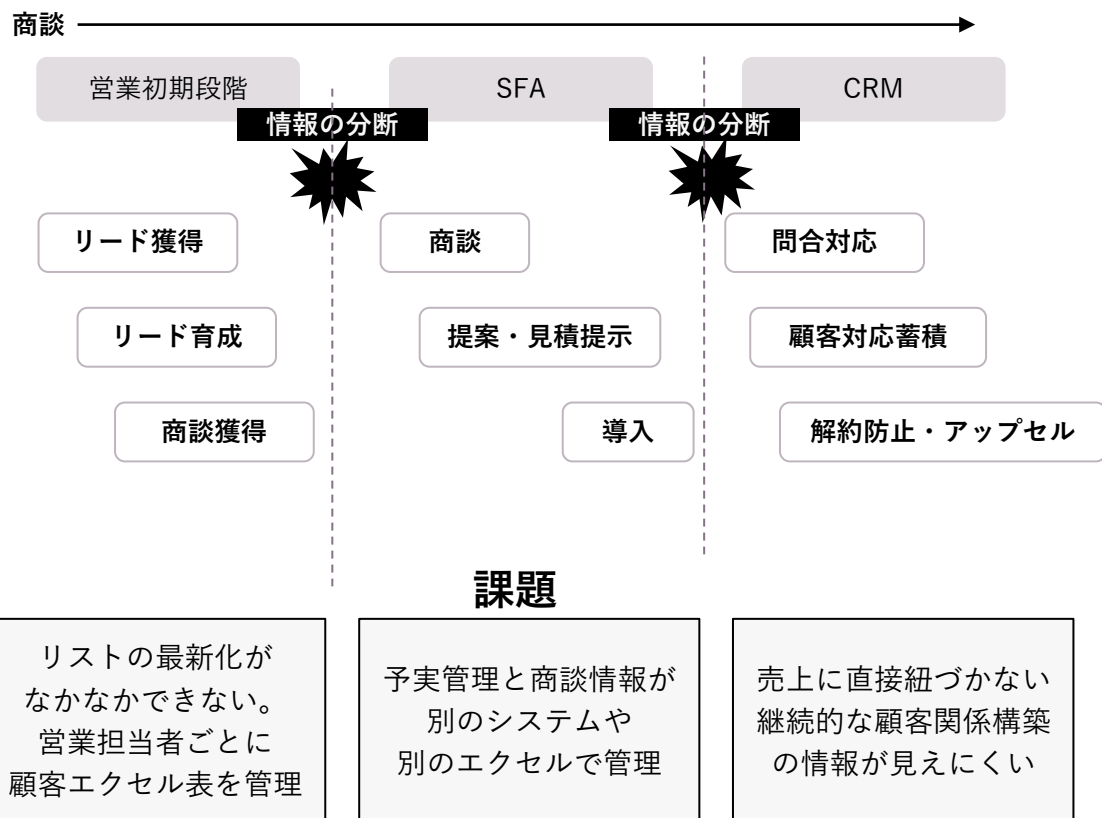 商談
営業初期段階
SFA
CRM
情報の分断
情報の分断
リード獲得
商談
問合対応
リード育成
提案・見積提示
顧客対応蓄積
商談獲得
導入
解約防止・アップセル
課題
リストの最新化が
なかなかできない。
営業担当者ごとに
顧客エクセル表を管理
予実管理と商談情報が
別のシステムや
別のエクセルで管理
売上に直接紐づかない
継続的な顧客関係構築
の情報が見えにくい